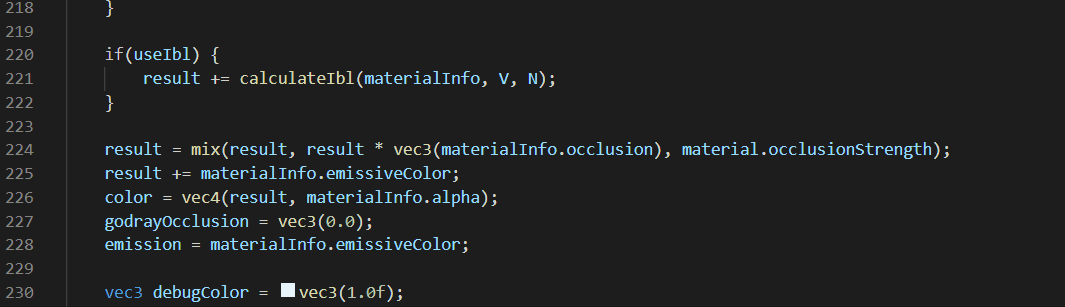 218 }
219
220 if(useIbl) {
221 result += calculateIbl(materialInfo, V, N);
222 }
223
224 result = mix(result, result * vec3(materialInfo.occlusion), material.occlusionStrength);
225 result += materialInfo.emissiveColor;
226 color = vec4(result, materialInfo.alpha);
227 godrayOcclusion = vec3(0.0);
228 emission = materialInfo.emissiveColor;
229
230 vec3 debugColor = vec3(1.0f);